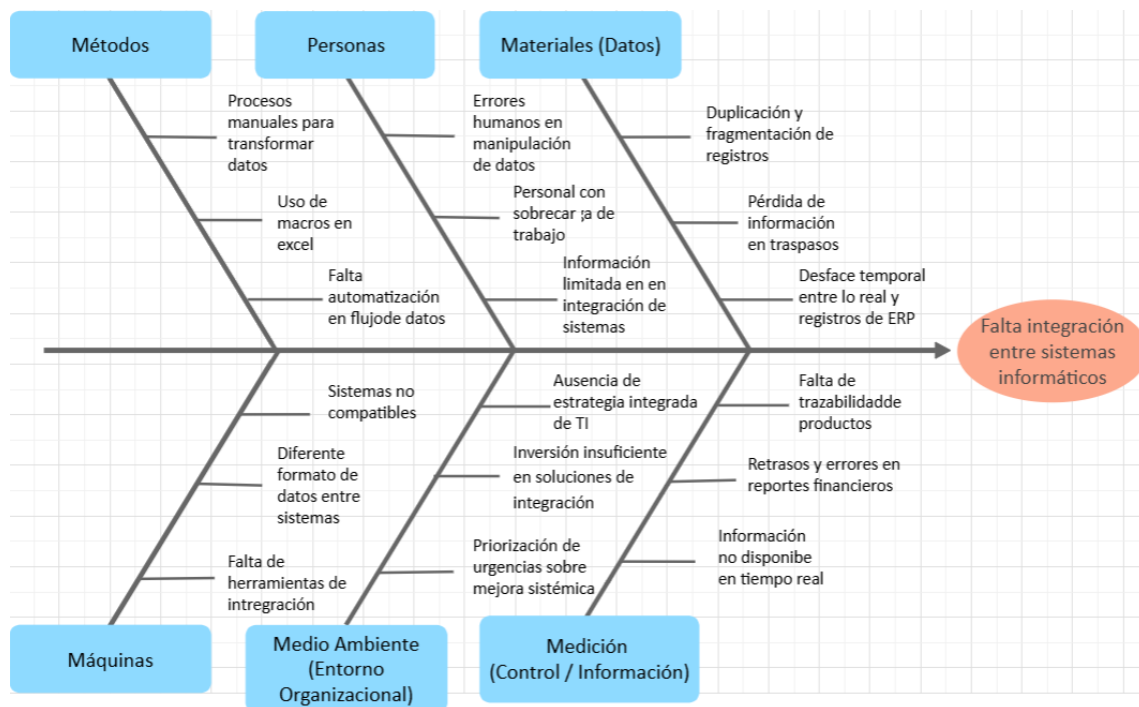 Métodos
Personas
Materiales (Datos)
Procesos
manuales para
transformar
datos
Uso de
macros en
excel
Falta
automatización
en flujode datos
Errores
humanos en
manipulación
de datos
Personal con
sobrecar ga de
trabajo
Información
limitada en en
integración de
sistemas
Duplicación y
fragmentación de
registros
Pérdida de
información
en traspasos
Desface temporal
entre lo real y
registros de ERP
Falta integración
entre sistemas
informáticos
Sistemas no
compatibles
Diferente
formato de
datos entre
sistemas
Falta de
herramientas de
intregración
Ausencia de
estrategia integrada
de TI
Inversión insuficiente
en soluciones de
integración
Priorización de
urgencias sobre
mejora sistémica
Falta de
trazabilidadde
productos
Retrasos y errores en
reportes financieros
Información
no disponibe
en tiempo real
Máquinas
Medio Ambiente
(Entorno
Organizacional)
Medición
(Control / Información)